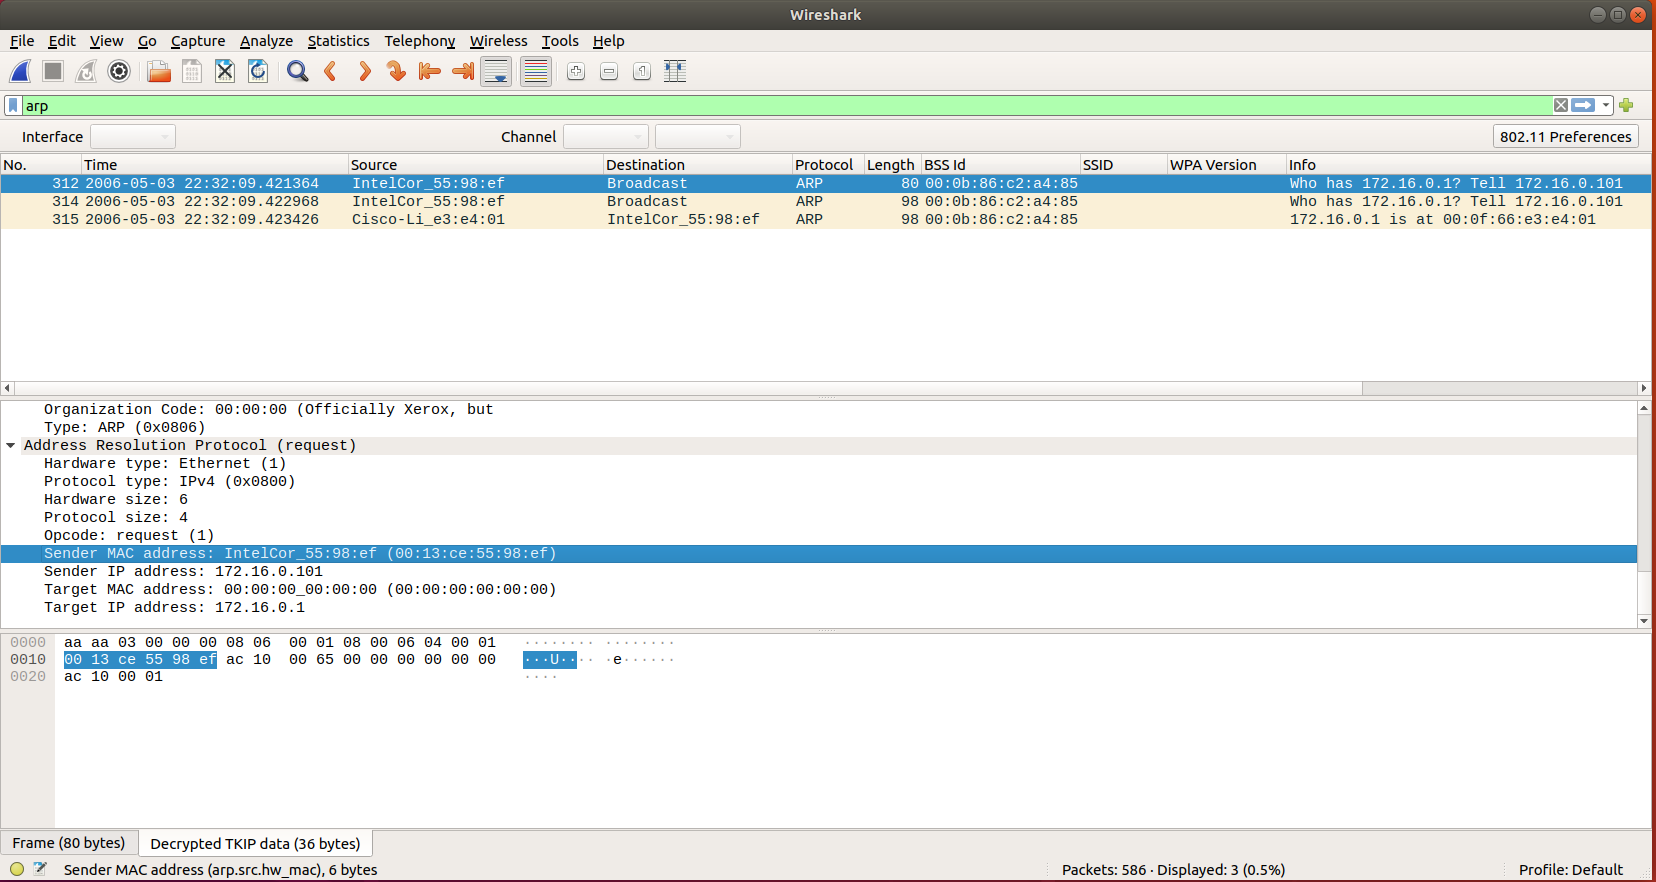 Wireshark
File Edit View Go Capture Analyze Statistics Telephony Wireless Tools Help
arp
Interface Channel 802.11 Preferences
No. Time Source Destination Protocol Length BSS Id SSID WPA Version Info
312 2006-05-03 22:32:09.421364 IntelCor_55:98:ef Broadcast ARP 80 00:0b:86:c2:a4:85 Who has 172.16.0.1? Tell 172.16.0.101
314 2006-05-03 22:32:09.422968 IntelCor_55:98:ef Broadcast ARP 98 00:0b:86:c2:a4:85 Who has 172.16.0.1? Tell 172.16.0.101
315 2006-05-03 22:32:09.423426 Cisco-Li_e3:e4:01 IntelCor_55:98:ef ARP 98 00:0b:86:c2:a4:85 172.16.0.1 is at 00:0f:66:e3:e4:01
Organization Code: 00:00:00 (Officially Xerox, but
Type: ARP (0x0806)
Address Resolution Protocol (request)
Hardware type: Ethernet (1)
Protocol type: IPv4 (0x0800)
Hardware size: 6
Protocol size: 4
Opcode: request (1)
Sender MAC address: IntelCor_55:98:ef (00:13:ce:55:98:ef)
Sender IP address: 172.16.0.101
Target MAC address: 00:00:00_00:00:00 (00:00:00:00:00:00)
Target IP address: 172.16.0.1
0000 aa aa 03 00 00 00 08 06 00 01 08 00 06 04 00 01 ········ ········
0010 00 13 ce 55 98 ef ac 10 00 65 00 00 00 00 00 00 ···U···· ·e······
0020 ac 10 00 01 ····
Frame (80 bytes) Decrypted TKIP data (36 bytes)
Sender MAC address (arp.src.hw_mac), 6 bytes Packets: 586 · Displayed: 3 (0.5%) Profile: Default